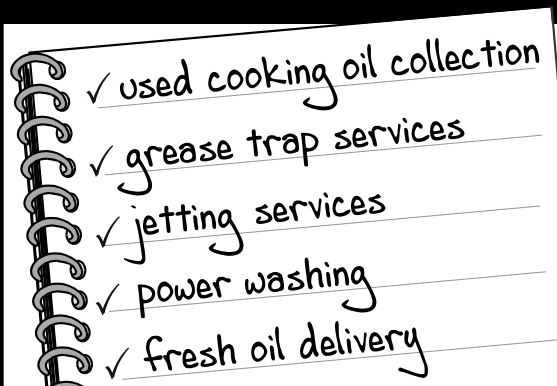 ✓ used cooking oil collection
✓ grease trap services
✓ jetting services
✓ power washing
✓ fresh oil delivery